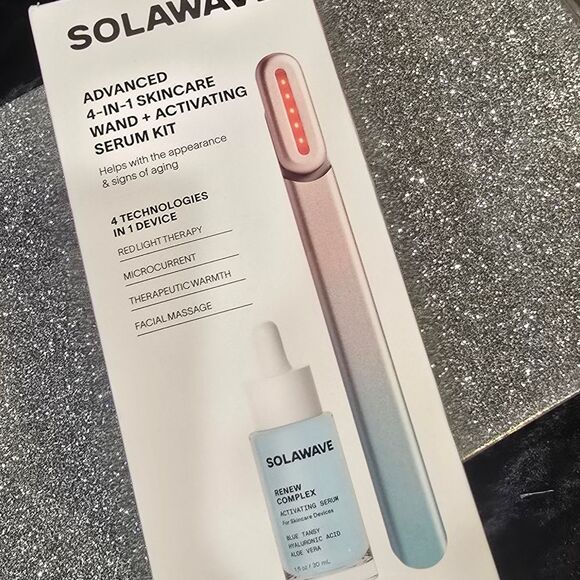 SOLAWAVE
ADVANCED
4-IN-1 SKINCARE
WAND + ACTIVATING
SERUM KIT
Helps with the appearance
& signs of aging
4 TECHNOLOGIES
IN 1 DEVICE
RED LIGHT THERAPY
MICROCURRENT
THERAPEUTIC WARMTH
FACIAL MASSAGE
SOLAWAVE
RENEW
COMPLEX
ACTIVATING SERUM
For Skincare Devices
BLUE TANSY
HYALURONIC ACID
ALOE VERA
1 fl oz / 30 mL